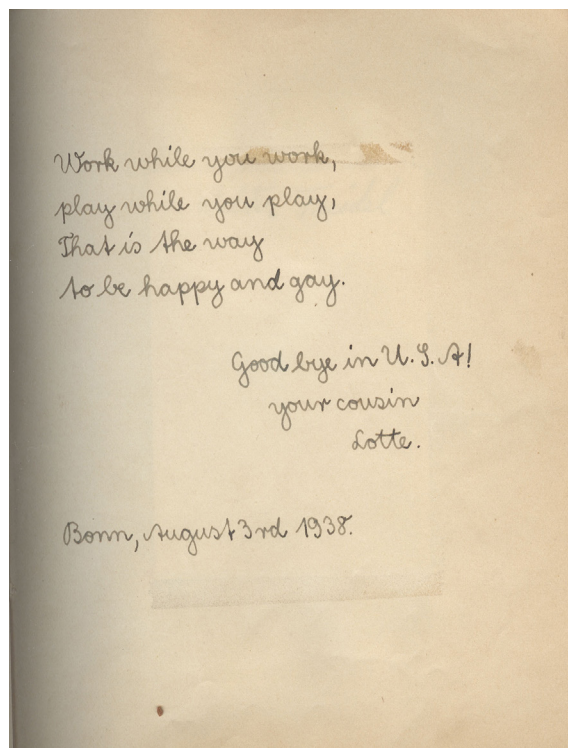 Work while you work,
play while you play,
That is the way
to be happy and gay.
Good bye in U.S.A!
your cousin
Lotte.
Bonn, August 3rd 1938.